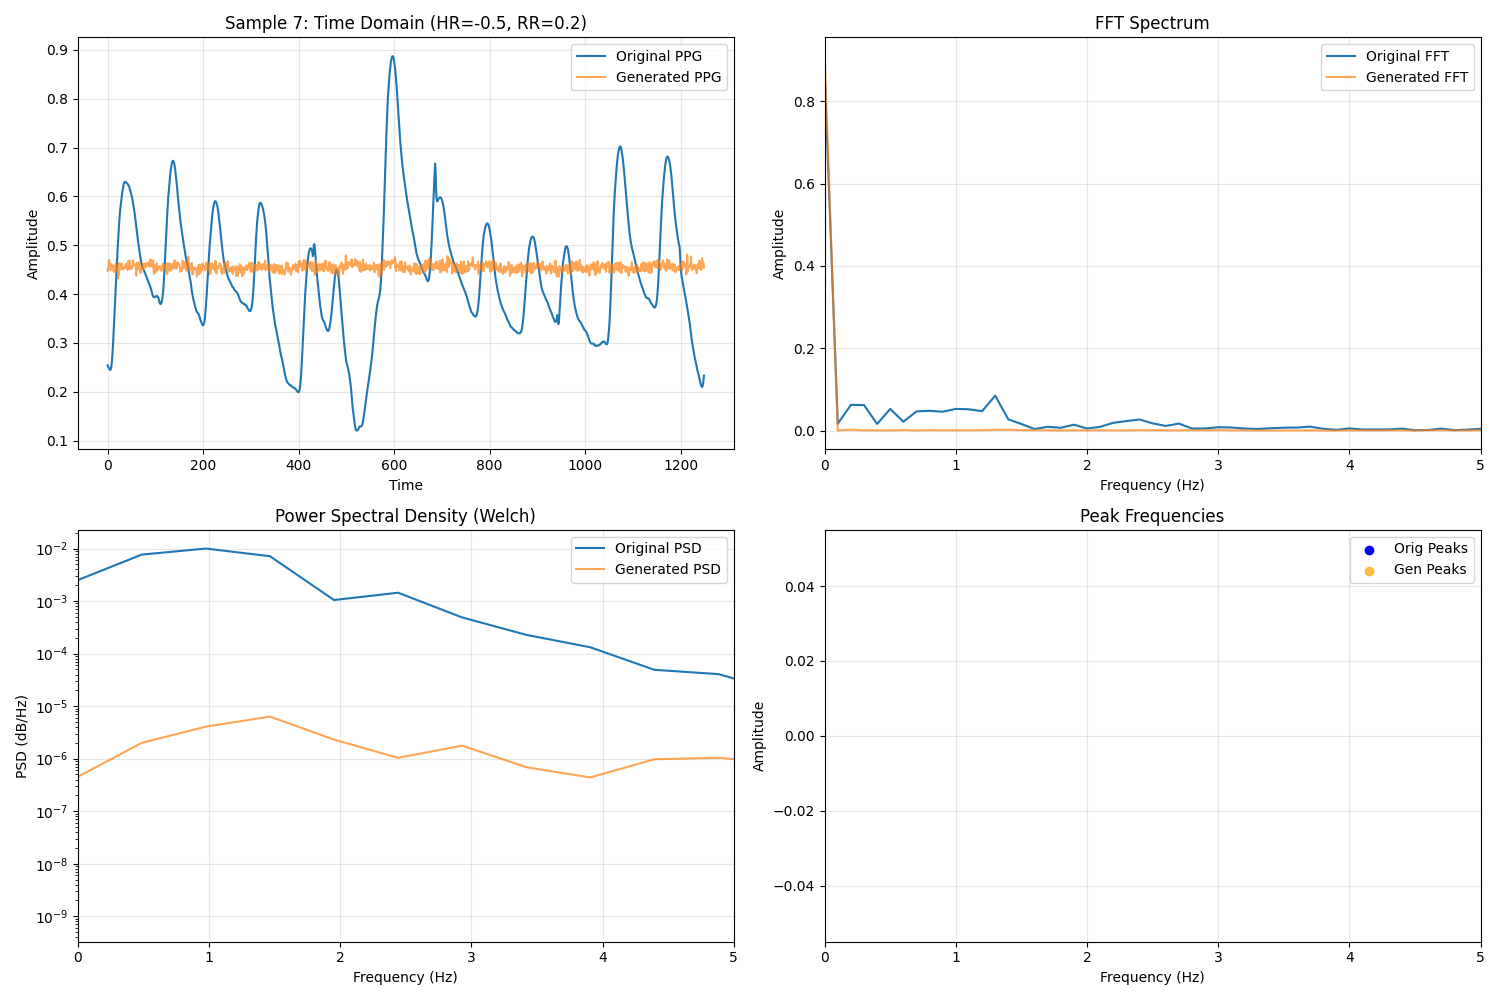 Sample 7: Time Domain (HR=-0.5, RR=0.2)
Original PPG
Generated PPG
0.9
0.8
0.7
0.6
0.5
0.4
0.3
0.2
0.1
Amplitude
0 200 400 600 800 1000 1200
Time
FFT Spectrum
Original FFT
Generated FFT
0.8
0.6
0.4
0.2
0.0
Amplitude
0 1 2 3 4 5
Frequency (Hz)
Power Spectral Density (Welch)
Original PSD
Generated PSD
10⁻²
10⁻³
10⁻⁴
10⁻⁵
10⁻⁶
10⁻⁷
10⁻⁸
10⁻⁹
PSD (dB/Hz)
0 1 2 3 4 5
Frequency (Hz)
Peak Frequencies
Orig Peaks
Gen Peaks
0.04
0.02
0.00
−0.02
−0.04
Amplitude
0 1 2 3 4 5
Frequency (Hz)